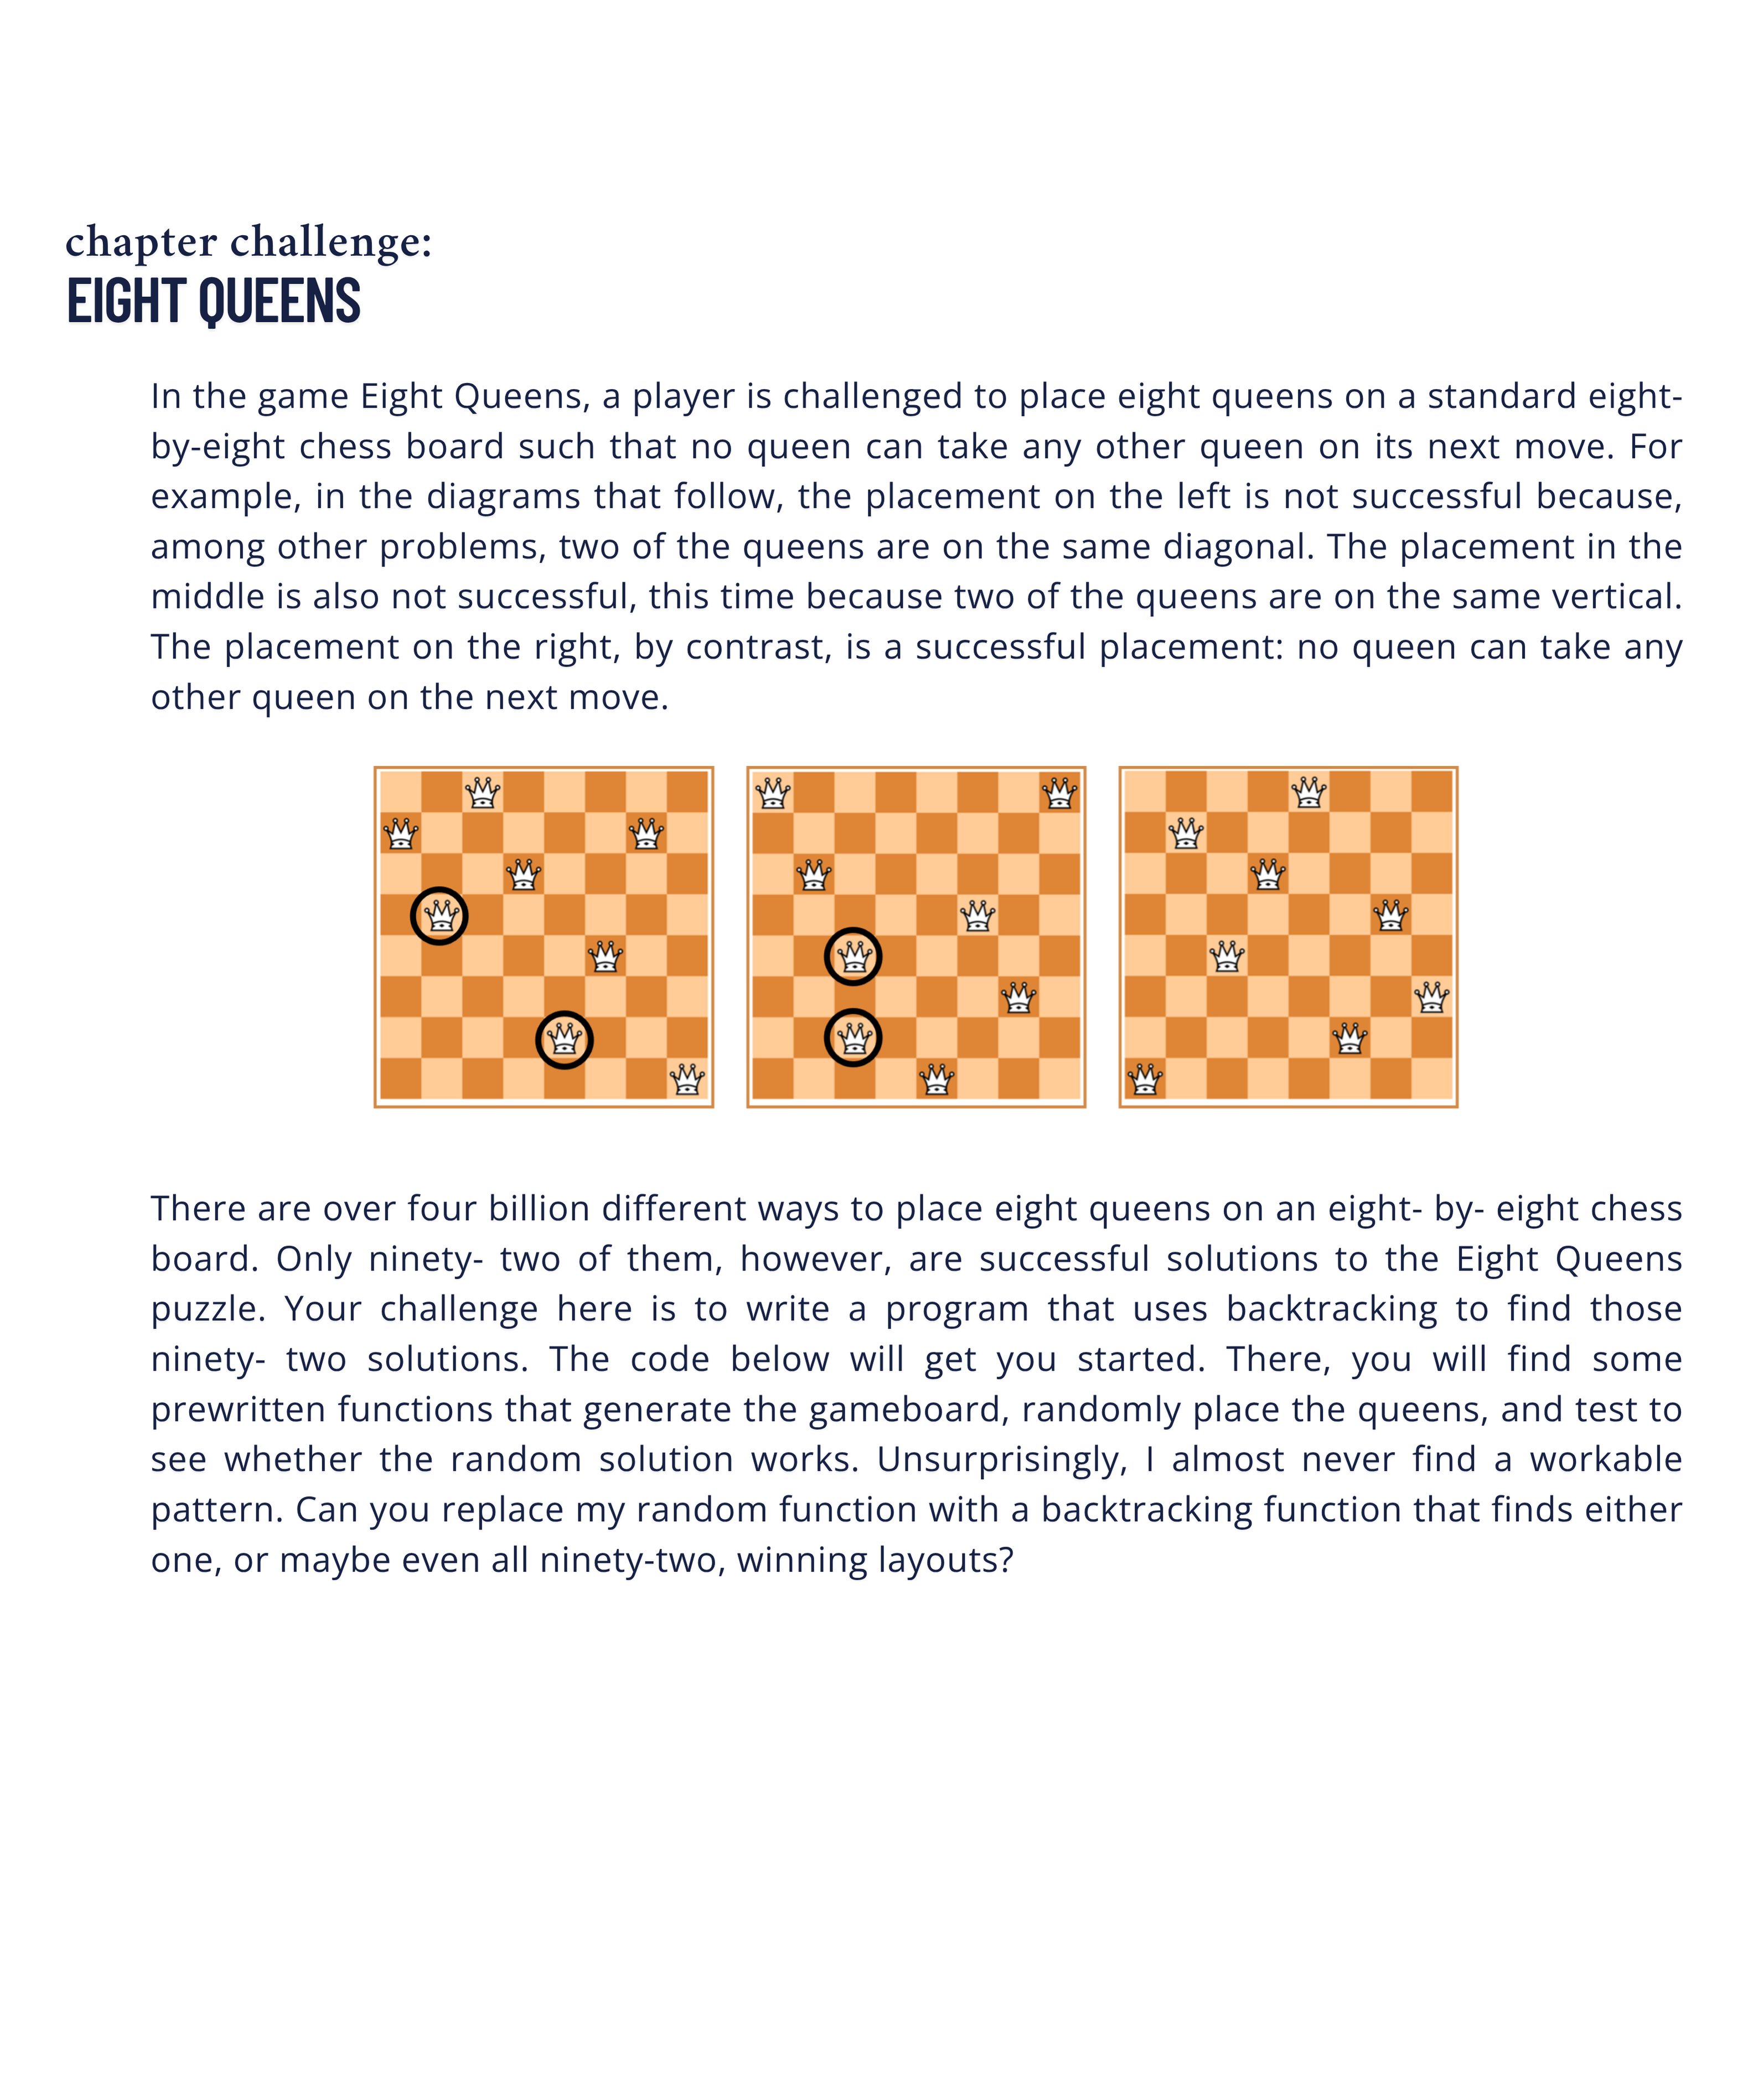 chapter challenge:
EIGHT QUEENS
In the game Eight Queens, a player is challenged to place eight queens on a standard eight-
by-eight chess board such that no queen can take any other queen on its next move. For
example, in the diagrams that follow, the placement on the left is not successful because,
among other problems, two of the queens are on the same diagonal. The placement in the
middle is also not successful, this time because two of the queens are on the same vertical.
The placement on the right, by contrast, is a successful placement: no queen can take any
other queen on the next move.
There are over four billion different ways to place eight queens on an eight- by- eight chess
board. Only ninety- two of them, however, are successful solutions to the Eight Queens
puzzle. Your challenge here is to write a program that uses backtracking to find those
ninety- two solutions. The code below will get you started. There, you will find some
prewritten functions that generate the gameboard, randomly place the queens, and test to
see whether the random solution works. Unsurprisingly, I almost never find a workable
pattern. Can you replace my random function with a backtracking function that finds either
one, or maybe even all ninety-two, winning layouts?